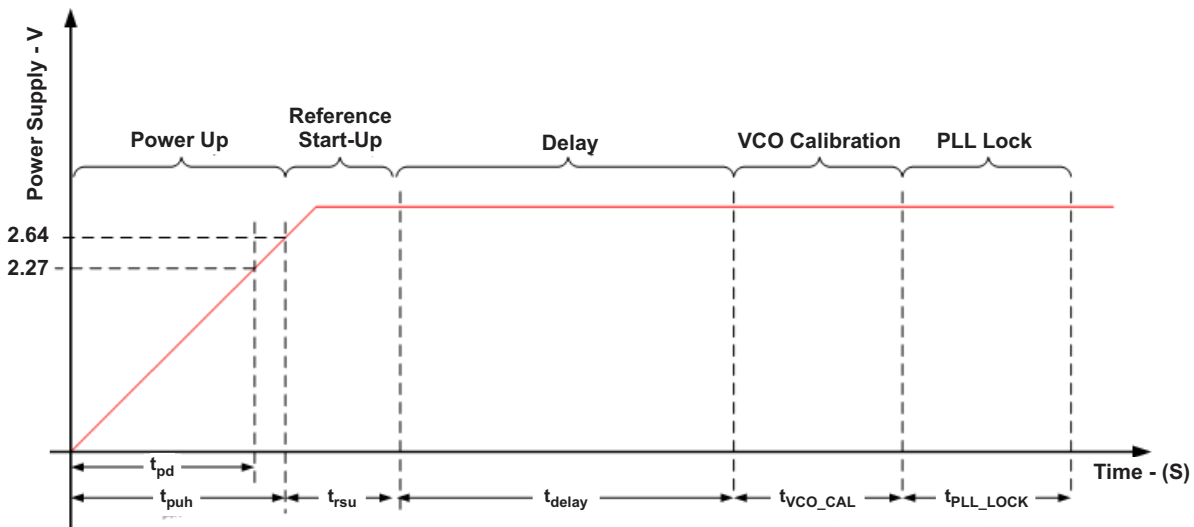 Power Supply - V
Power Up
Reference
Start-Up
Delay
VCO Calibration
PLL Lock
2.64
2.27
tpd
tpuh
trsu
tdelay
tVCO_CAL
tPLL_LOCK
Time - (S)